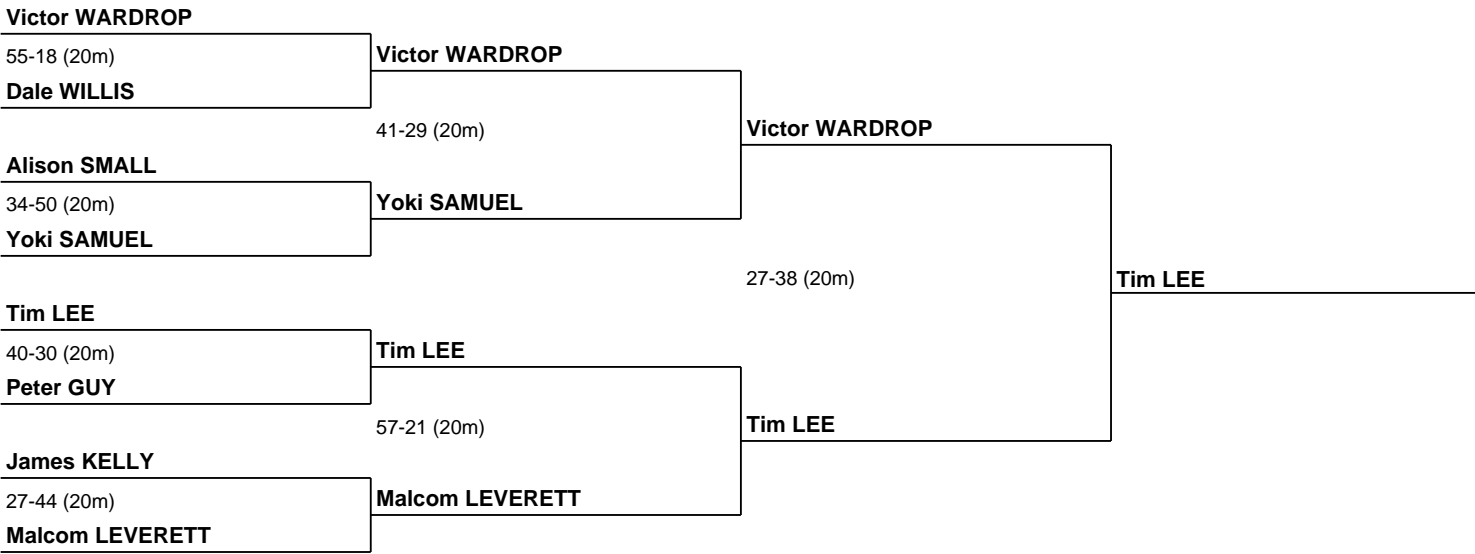 Victor WARDROP
55-18 (20m)
Dale WILLIS
Alison SMALL
34-50 (20m)
Yoki SAMUEL
Tim LEE
40-30 (20m)
Peter GUY
James KELLY
27-44 (20m)
Malcom LEVERETT
Victor WARDROP
41-29 (20m)
Yoki SAMUEL
Tim LEE
57-21 (20m)
Malcom LEVERETT
Victor WARDROP
27-38 (20m)
Tim LEE
Tim LEE